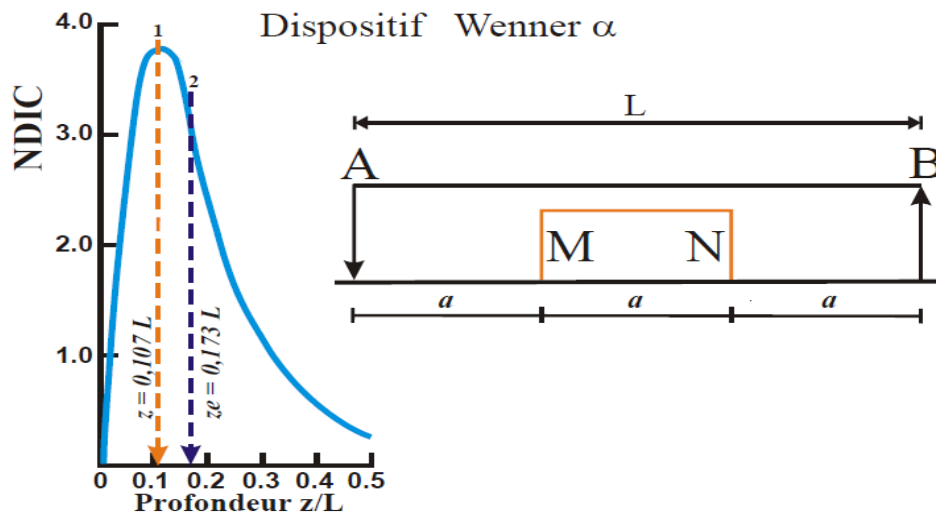 Dispositif Wenner α
4.0
3.0
2.0
1.0
NDIC
1
2
z = 0,107 L
ze = 0,173 L
0 0.1 0.2 0.3 0.4 0.5
Profondeur z/L
L
A B
M N
a a a